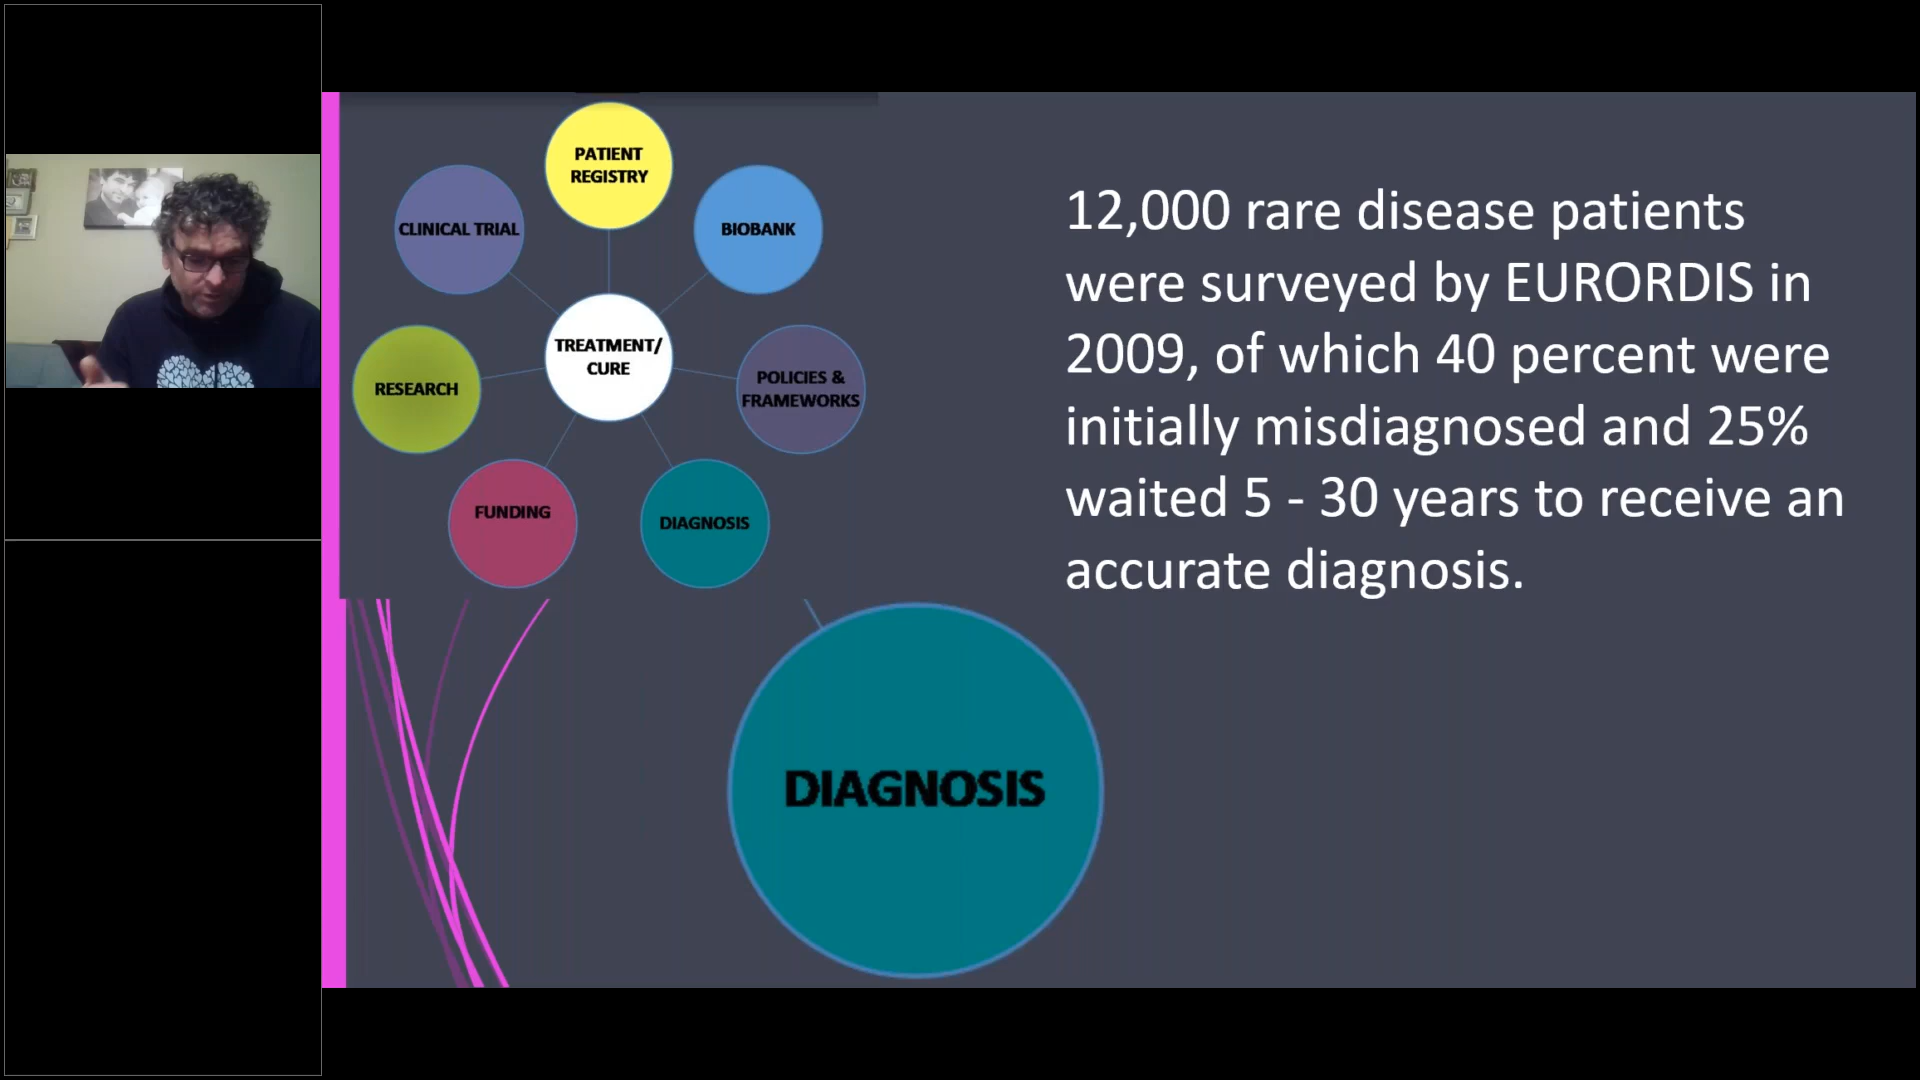 PATIENT
REGISTRY
CLINICAL TRIAL
BIOBANK
TREATMENT/
CURE
RESEARCH
POLICIES &
FRAMEWORKS
FUNDING
DIAGNOSIS
12,000 rare disease patients
were surveyed by EURORDIS in
2009, of which 40 percent were
initially misdiagnosed and 25%
waited 5 - 30 years to receive an
accurate diagnosis.
DIAGNOSIS